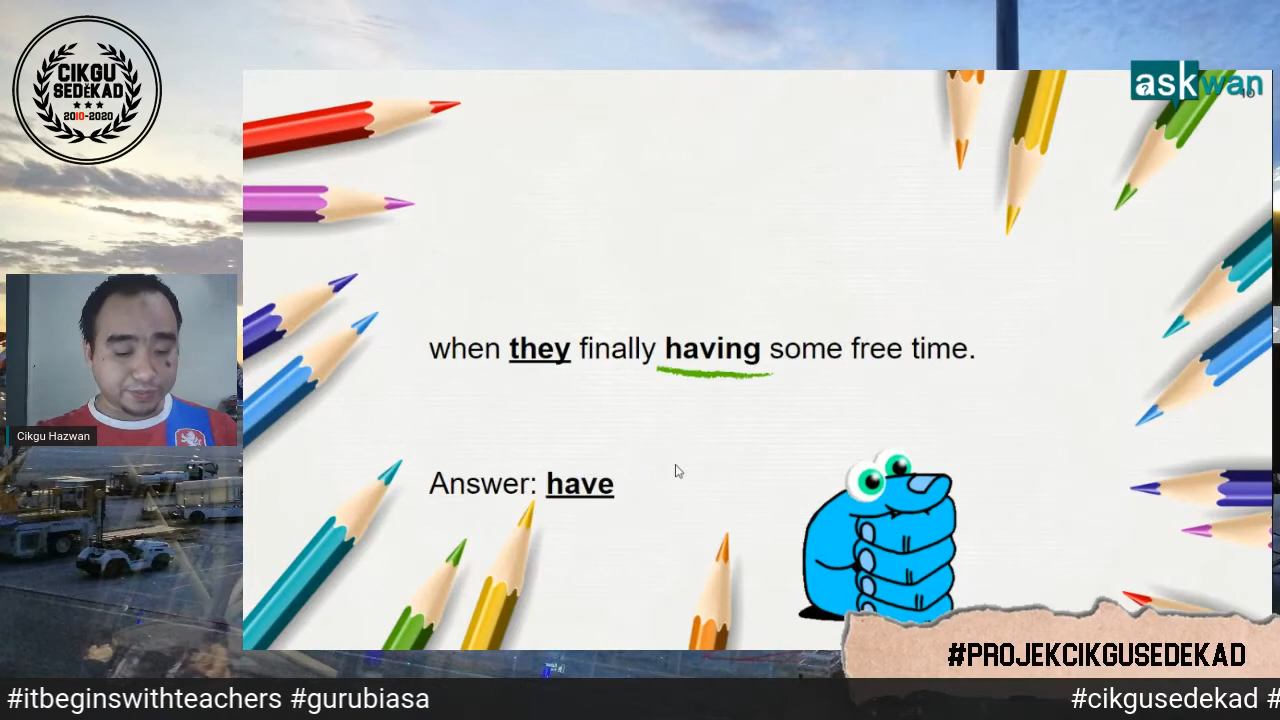 CIKGU
SEDEKAD
2010-2020
askwan
when they finally having some free time.
Answer: have
Cikgu Hazwan
#PROJEKCIKGUSEDEKAD
#itbeginswithteachers #gurubiasa
#cikgusedekad #